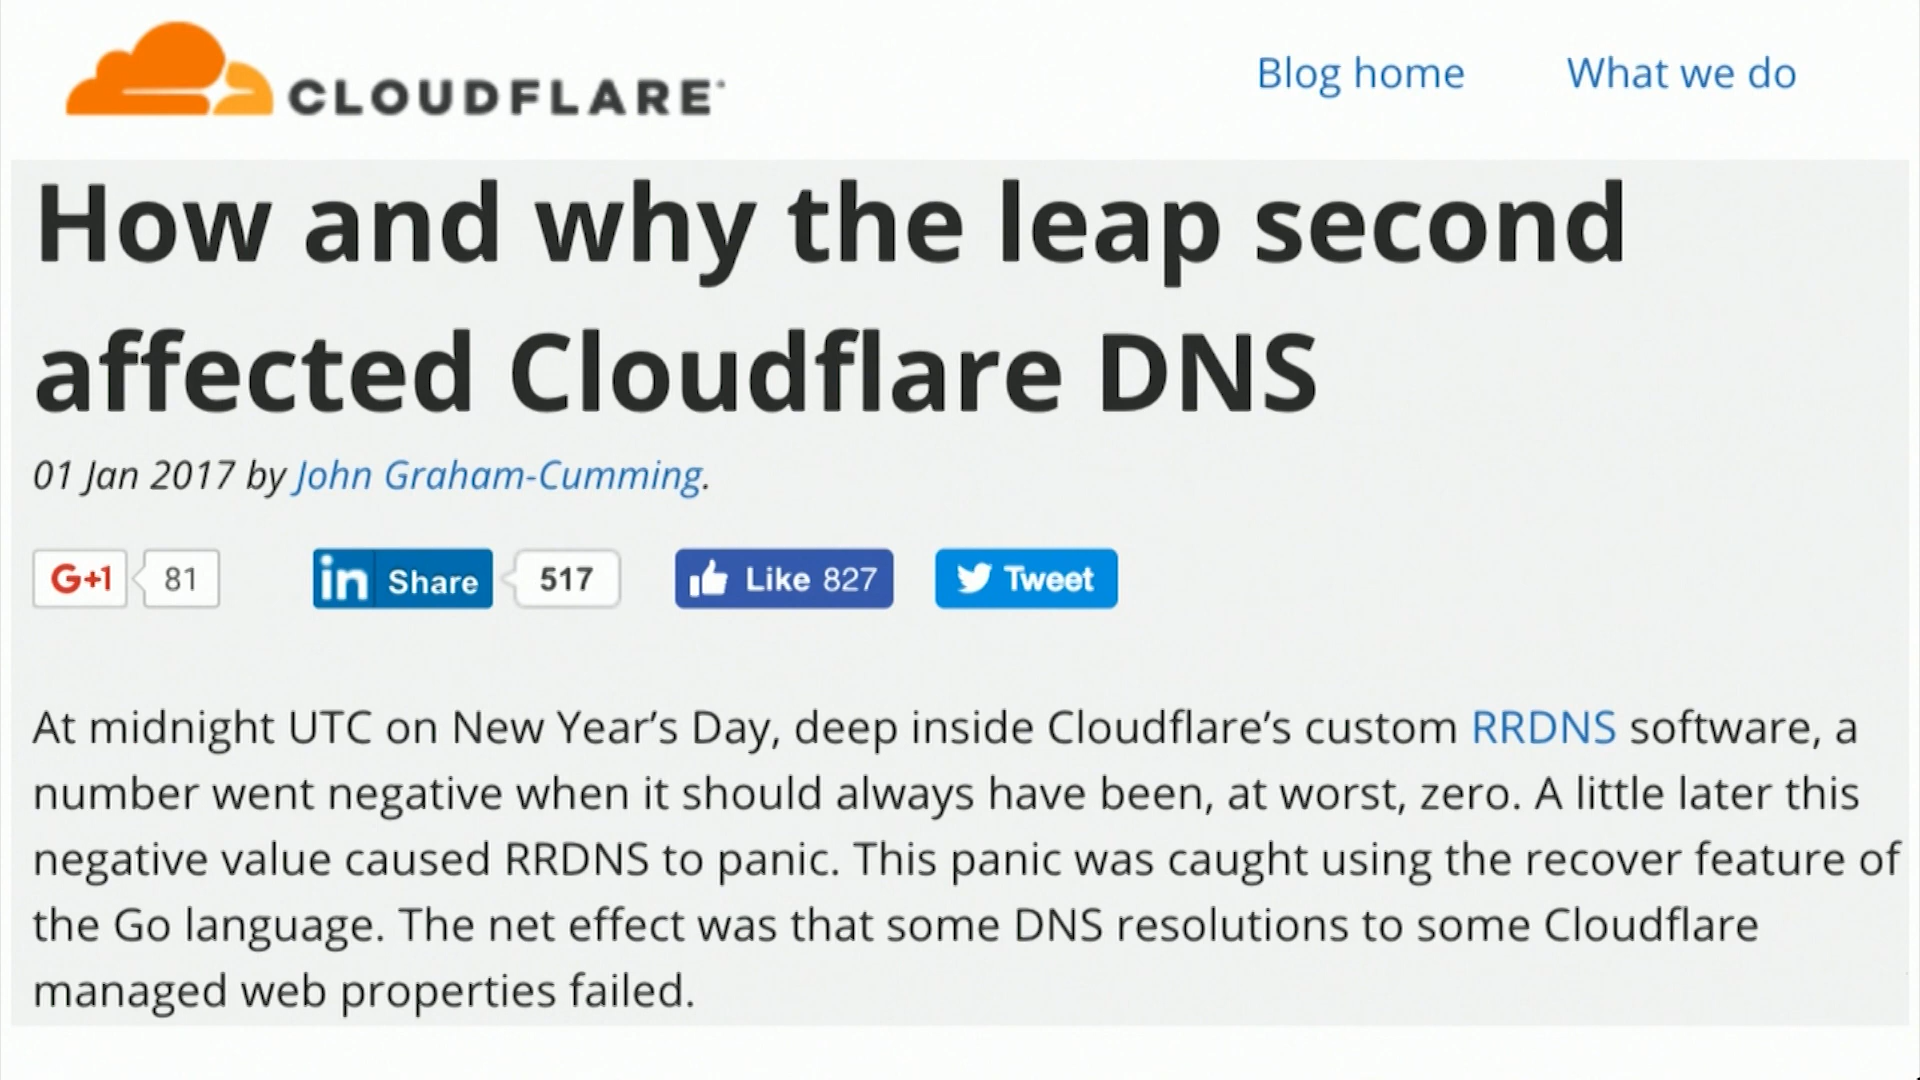 CLOUDFLARE
Blog home
What we do
How and why the leap second
affected Cloudflare DNS
01 Jan 2017 by John Graham-Cumming.
G+1
81
in Share
517
Like 827
Tweet
At midnight UTC on New Year’s Day, deep inside Cloudflare’s custom RRDNS software, a
number went negative when it should always have been, at worst, zero. A little later this
negative value caused RRDNS to panic. This panic was caught using the recover feature of
the Go language. The net effect was that some DNS resolutions to some Cloudflare
managed web properties failed.